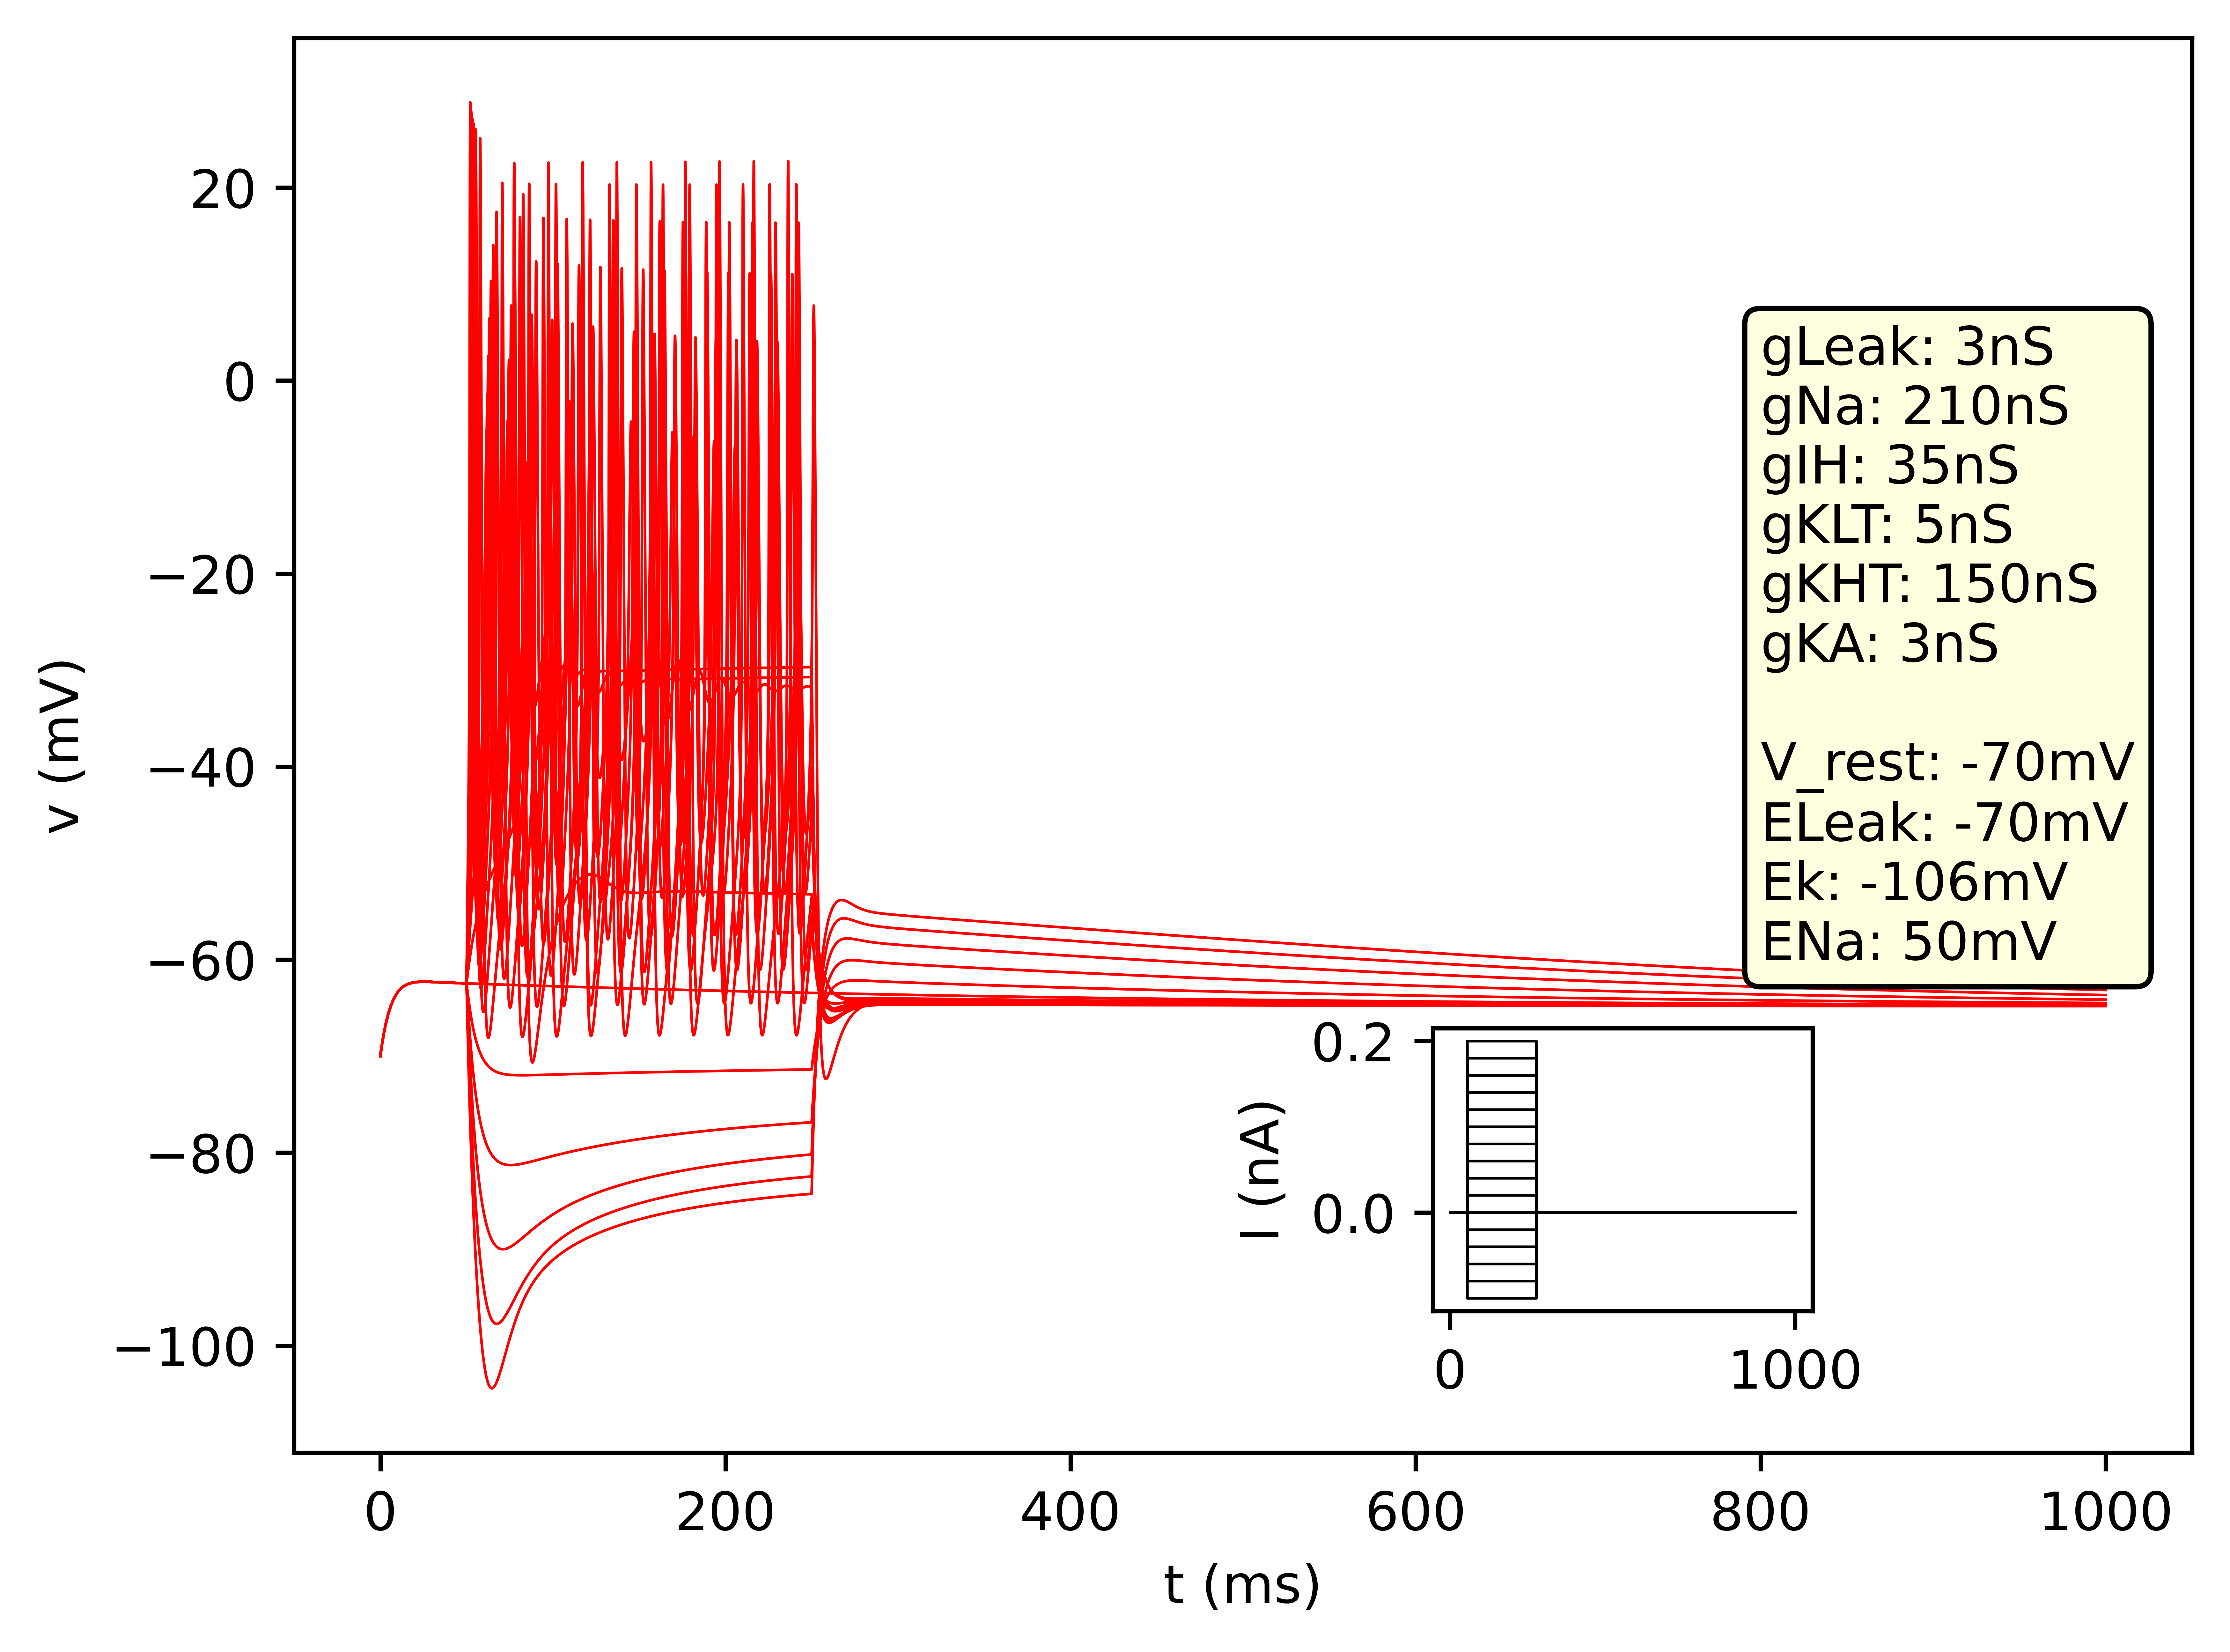 20
0
−20
−40
−60
−80
−100
v (mV)
0
200
400
600
800
1000
t (ms)
gLeak: 3nS
gNa: 210nS
gIH: 35nS
gKLT: 5nS
gKHT: 150nS
gKA: 3nS
V_rest: -70mV
ELeak: -70mV
Ek: -106mV
ENa: 50mV
0.2
0.0
I (nA)
0
1000